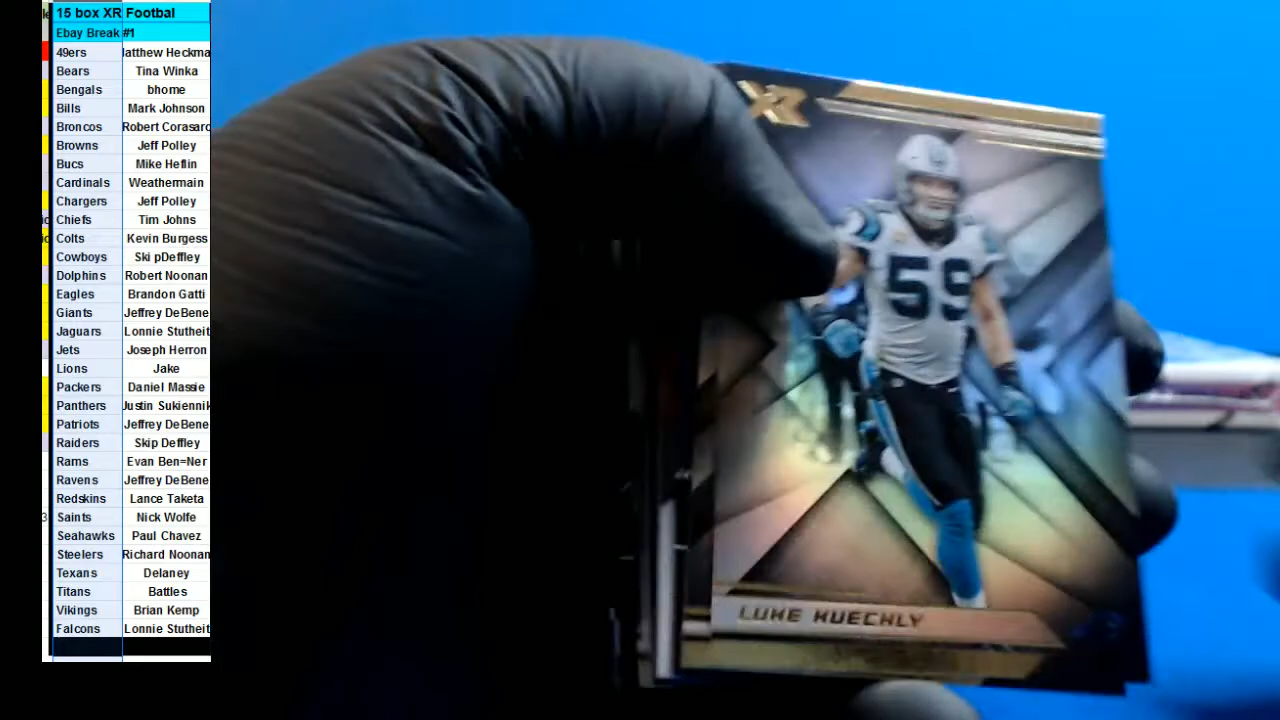 15 box XR Footbal
Ebay Break #1
49ers atthew Heckma
Bears Tina Winka
Bengals bhome
Bills Mark Johnson
Broncos Robert Corasaro
Browns Jeff Polley
Bucs Mike Heflin
Cardinals Weathermain
Chargers Jeff Polley
Chiefs Tim Johns
Colts Kevin Burgess
Cowboys Ski pDeffley
Dolphins Robert Noonan
Eagles Brandon Gatti
Giants Jeffrey DeBene
Jaguars Lonnie Stutheit
Jets Joseph Herron
Lions Jake
Packers Daniel Massie
Panthers Justin Sukiennik
Patriots Jeffrey DeBene
Raiders Skip Deffley
Rams Evan Ben=Ner
Ravens Jeffrey DeBene
Redskins Lance Taketa
3 Saints Nick Wolfe
Seahawks Paul Chavez
Steelers Richard Noonan
Texans Delaney
Titans Battles
Vikings Brian Kemp
Falcons Lonnie Stutheit
XR
59
LUKE KUECHLY